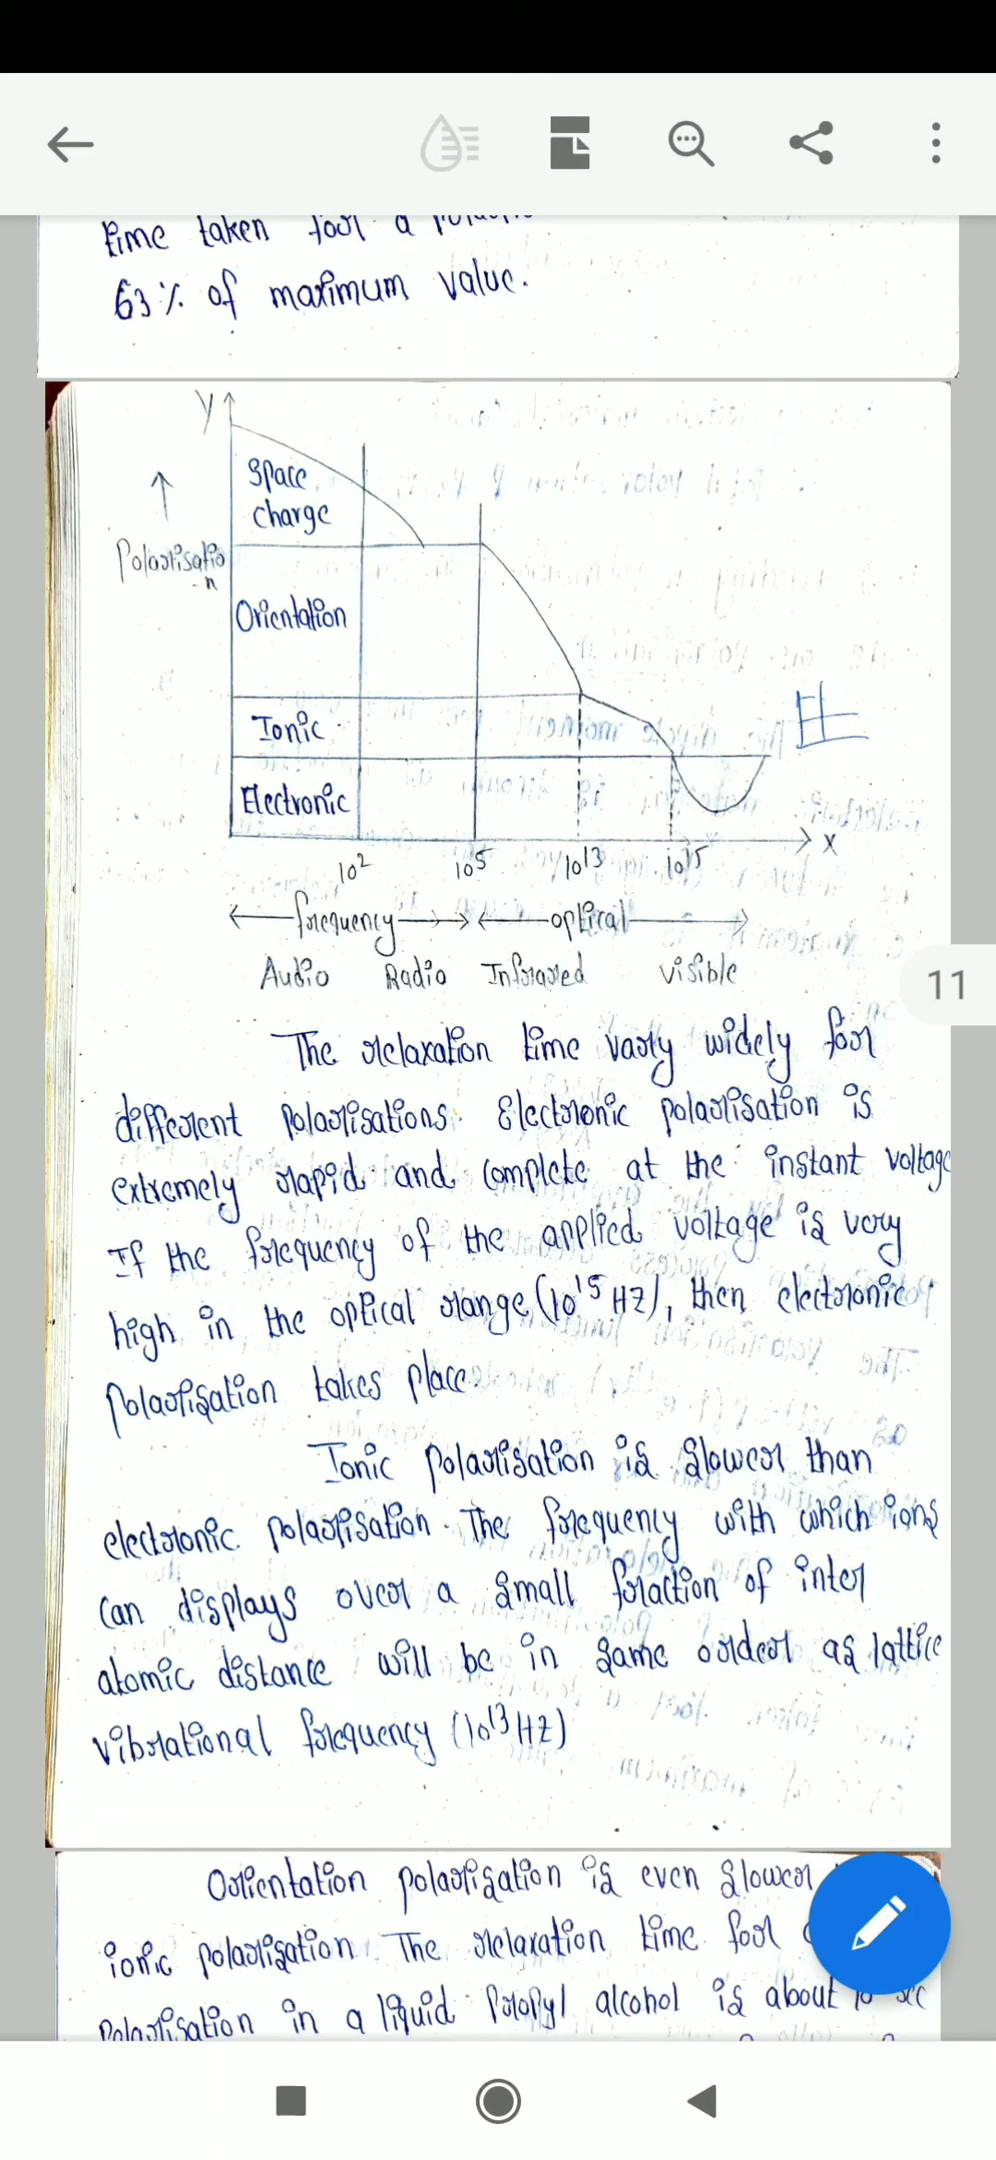 time taken for a
63% of maximum value.
Y
Space
charge
Polarisatio
-n
Orientation
Ionic
Electronic
X
10² 10⁵ 10¹³ 10¹⁵
frequency optical
Audio Radio Infrared visible
11
The relaxation time vary widely for
different polarisations. Electronic polarisation is
extremely rapid and complete at the instant voltage
If the frequency of the applied voltage is very
high in the optical range (10¹⁵ Hz), then electronic
polarisation takes place.
Ionic polarisation is slower than
electronic polarisation. The frequency with which ions
can displays over a small fraction of inter
atomic distance will be in same order as lattice
vibrational frequency (10¹³ Hz)
Orientation polarisation is even slower
ionic polarisation. The relaxation time for
Polarisation in a liquid propyl alcohol is about sec